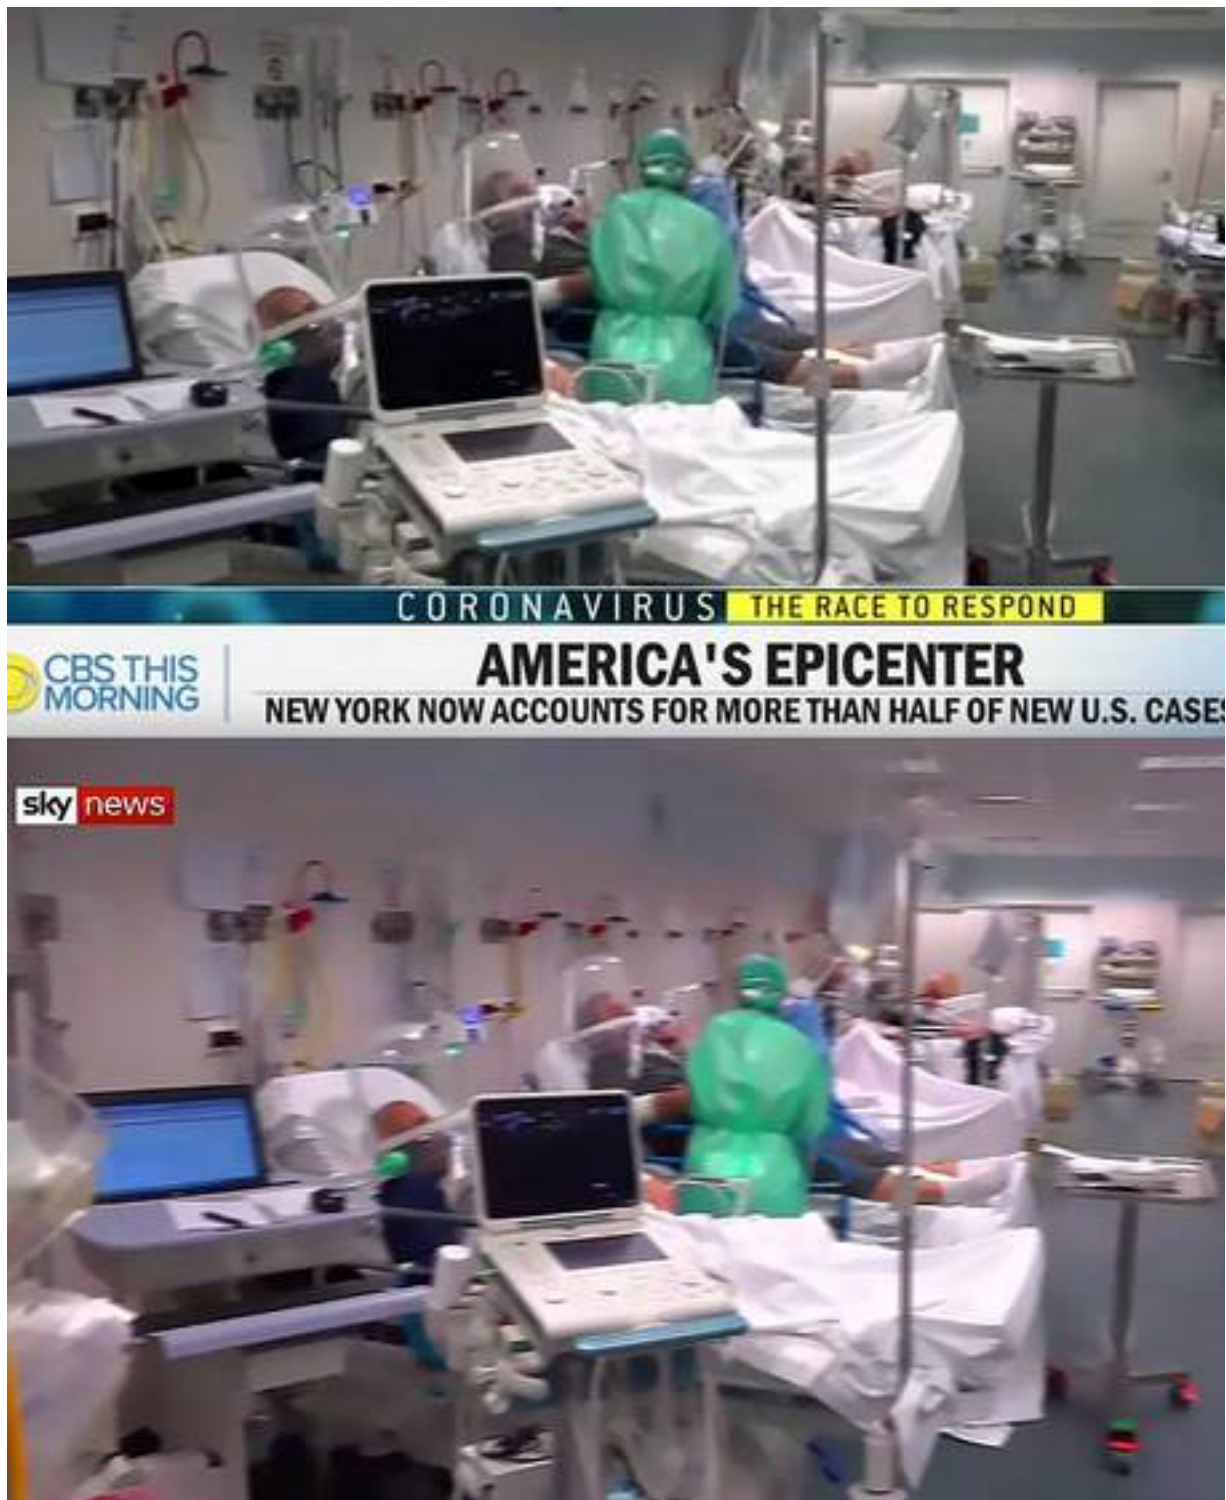 CORONAVIRUS THE RACE TO RESPOND
CBS THIS
MORNING
AMERICA'S EPICENTER
NEW YORK NOW ACCOUNTS FOR MORE THAN HALF OF NEW U.S. CASES
sky news